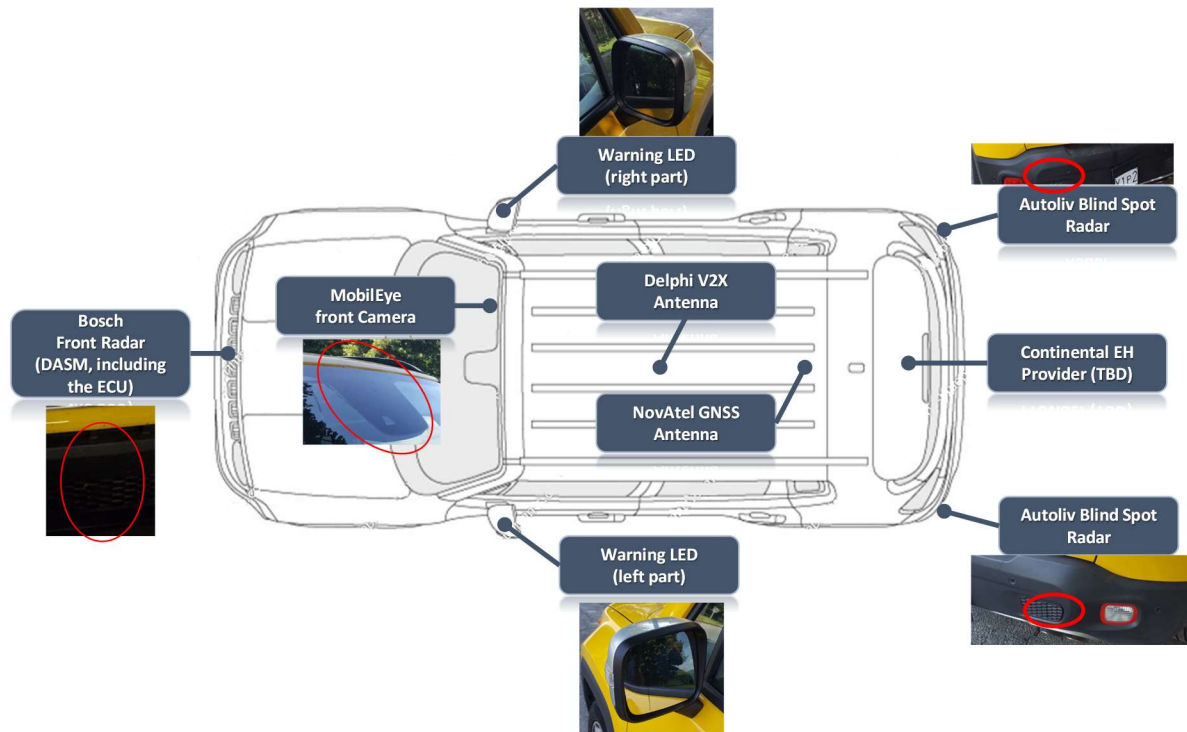 Warning LED
(right part)
Autoliv Blind Spot
Radar
V1P2
MobilEye
front Camera
Delphi V2X
Antenna
Bosch
Front Radar
(DASM, including
the ECU)
Continental EH
Provider (TBD)
NovAtel GNSS
Antenna
Autoliv Blind Spot
Radar
Warning LED
(left part)